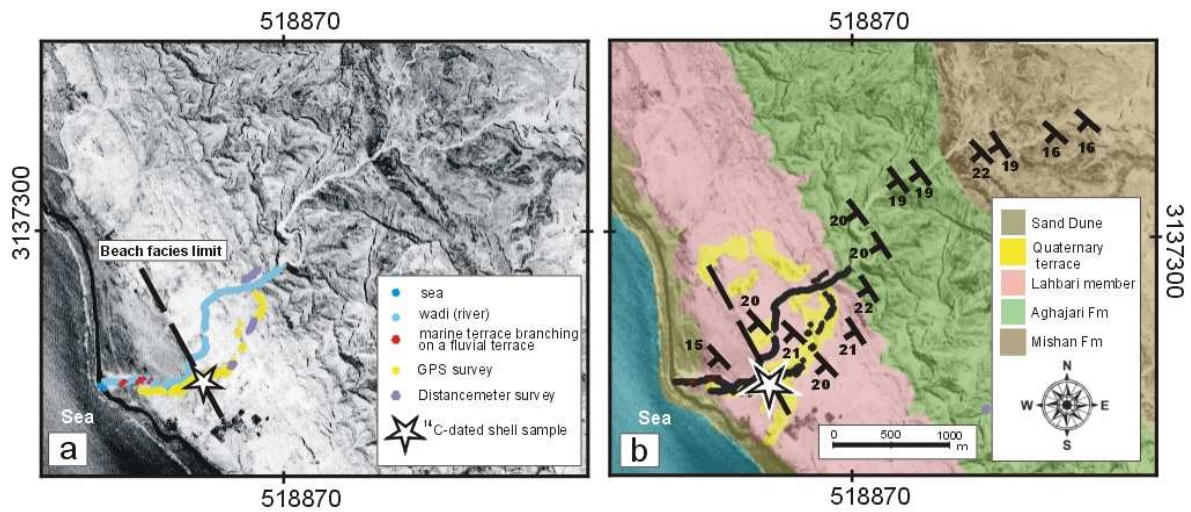 518870
518870
3137300
Beach facies limit
sea
wadi (river)
marine terrace branching
on a fluvial terrace
GPS survey
Distancemeter survey
14C-dated shell sample
Sea
a
518870
16
16
19
22
19
19
20
20
22
20
21
21
15
20
Sand Dune
Quaternary
terrace
Lahbari member
Aghajari Fm
Mishan Fm
N
W
E
S
0
500
1000
m
Sea
b
3137300
518870